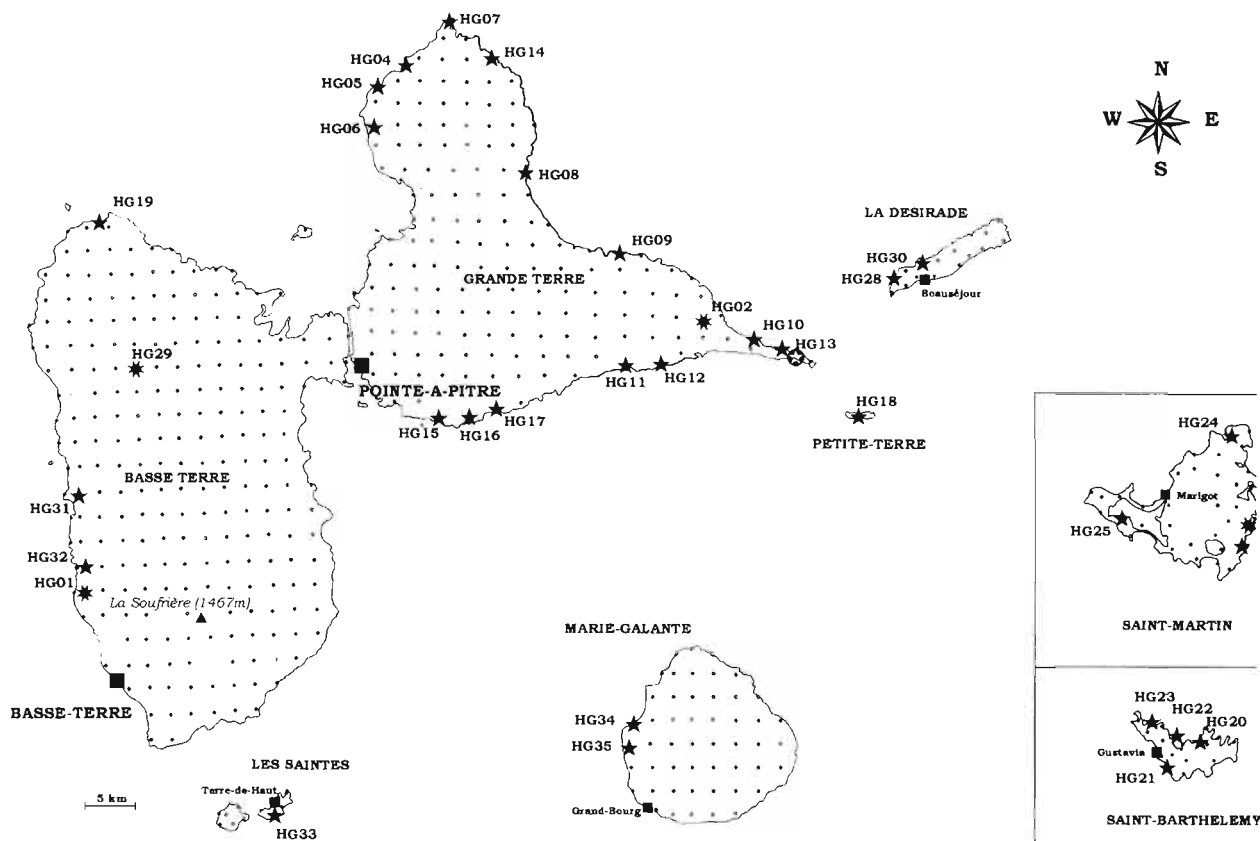 HG07
HG04
HG14
HG05
HG06
N
W E
S
HG08
HG19
LA DESIRADE
HG09
HG30
GRANDE TERRE
HG28
Beauséjour
HG02
HG10
HG13
HG29
HG11
HG12
POINTE-A-PITRE
HG18
HG15
HG16
HG17
PETITE-TERRE
HG24
BASSE TERRE
Marigot
HG31
HG25
HG32
HG01
La Soufrière (1467m)
SAINT-MARTIN
MARIE-GALANTE
BASSE-TERRE
HG34
HG23
HG22
HG20
HG35
Gustavia
HG21
LES SAINTES
Terre-de-Haut
5 km
Grand-Bourg
SAINT-BARTHELEMY
HG33